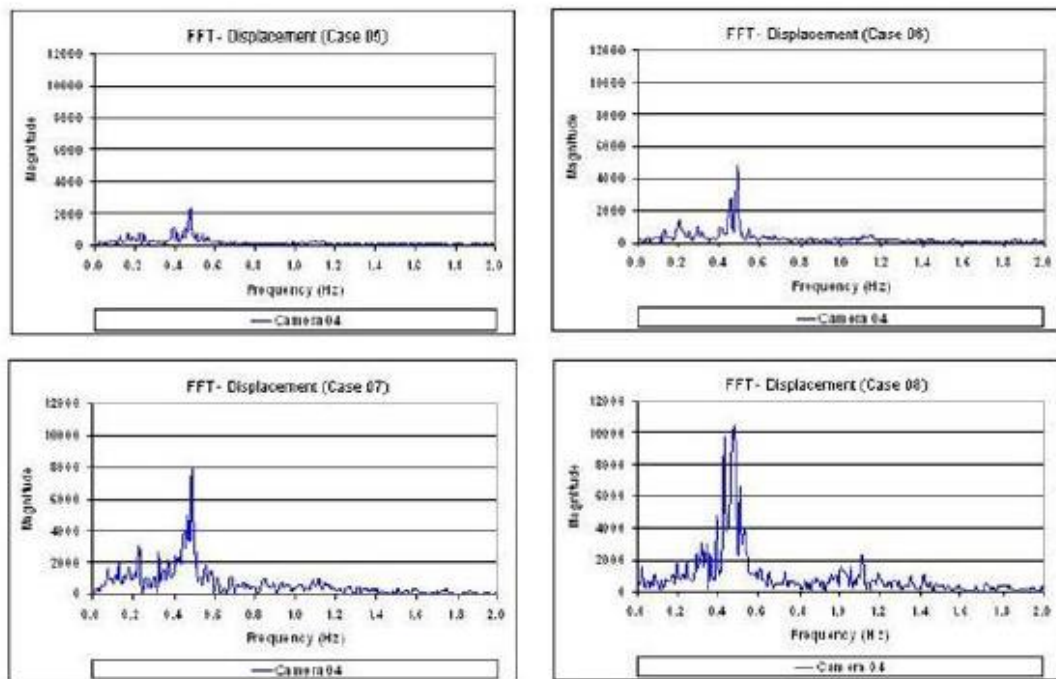 FFT - Displacement (Case 05)
Magnitude
12000
10000
8000
6000
4000
2000
0
0.0 0.2 0.4 0.6 0.8 1.0 1.2 1.4 1.6 1.8 2.0
Frequency (Hz)
Camera 04
FFT - Displacement (Case 06)
Magnitude
12000
10000
8000
6000
4000
2000
0
0.0 0.2 0.4 0.6 0.8 1.0 1.2 1.4 1.6 1.8 2.0
Frequency (Hz)
Camera 04
FFT - Displacement (Case 07)
Magnitude
12000
10000
8000
6000
4000
2000
0
0.0 0.2 0.4 0.6 0.8 1.0 1.2 1.4 1.6 1.8 2.0
Frequency (Hz)
Camera 04
FFT - Displacement (Case 08)
Magnitude
12000
10000
8000
6000
4000
2000
0
0.0 0.2 0.4 0.6 0.8 1.0 1.2 1.4 1.6 1.8 2.0
Frequency (Hz)
Camera 04